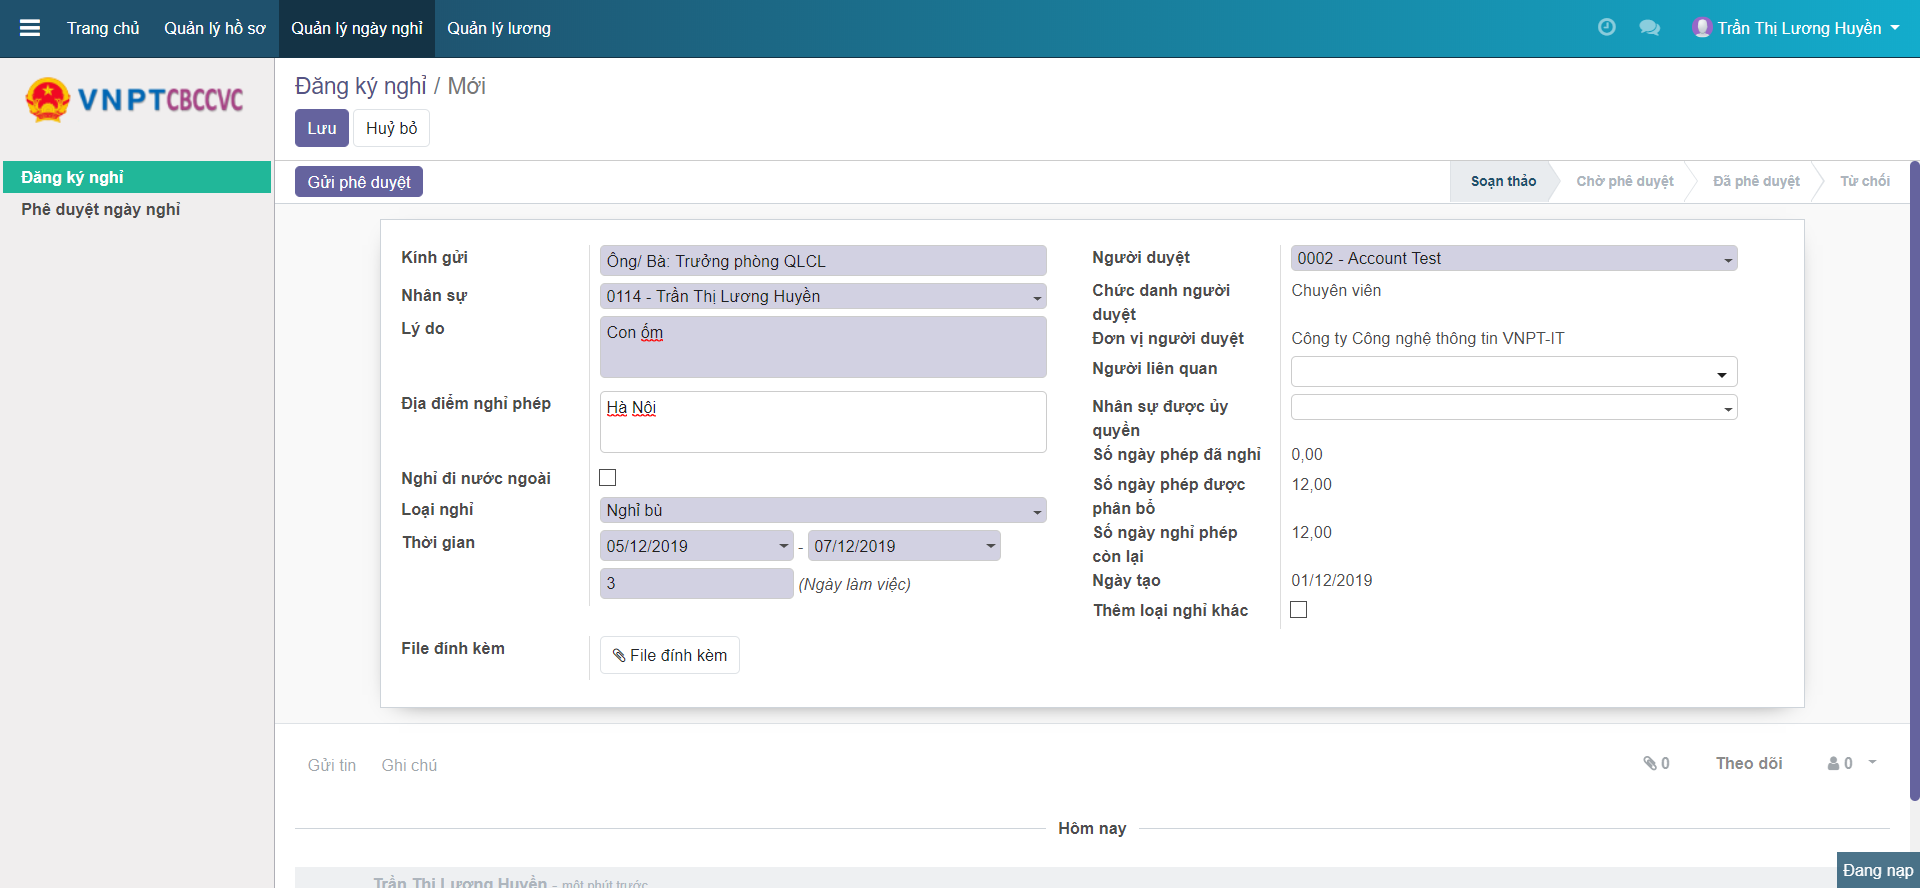 Trang chủ Quản lý hồ sơ Quản lý ngày nghỉ Quản lý lương Trần Thị Lương Huyền
VNPTCBCCVC
Đăng ký nghỉ
Phê duyệt ngày nghỉ
Đăng ký nghỉ / Mới
Lưu Huỷ bỏ
Gửi phê duyệt
Soạn thảo Chờ phê duyệt Đã phê duyệt Từ chối
Kính gửi Ông/ Bà: Trưởng phòng QLCL
Nhân sự 0114 - Trần Thị Lương Huyền
Lý do Con ốm
Địa điểm nghỉ phép Hà Nôi
Nghỉ đi nước ngoài
Loại nghỉ Nghỉ bù
Thời gian 05/12/2019 - 07/12/2019
3 (Ngày làm việc)
File đính kèm File đính kèm
Người duyệt 0002 - Account Test
Chức danh người duyệt Chuyên viên
Đơn vị người duyệt Công ty Công nghệ thông tin VNPT-IT
Người liên quan
Nhân sự được ủy quyền
Số ngày phép đã nghỉ 0,00
Số ngày phép được phân bổ 12,00
Số ngày nghỉ phép còn lại 12,00
Ngày tạo 01/12/2019
Thêm loại nghỉ khác
Gửi tin Ghi chú 0 Theo dõi 0
Hôm nay
Trần Thị Lương Huyền - một phút trước
Đang nạp